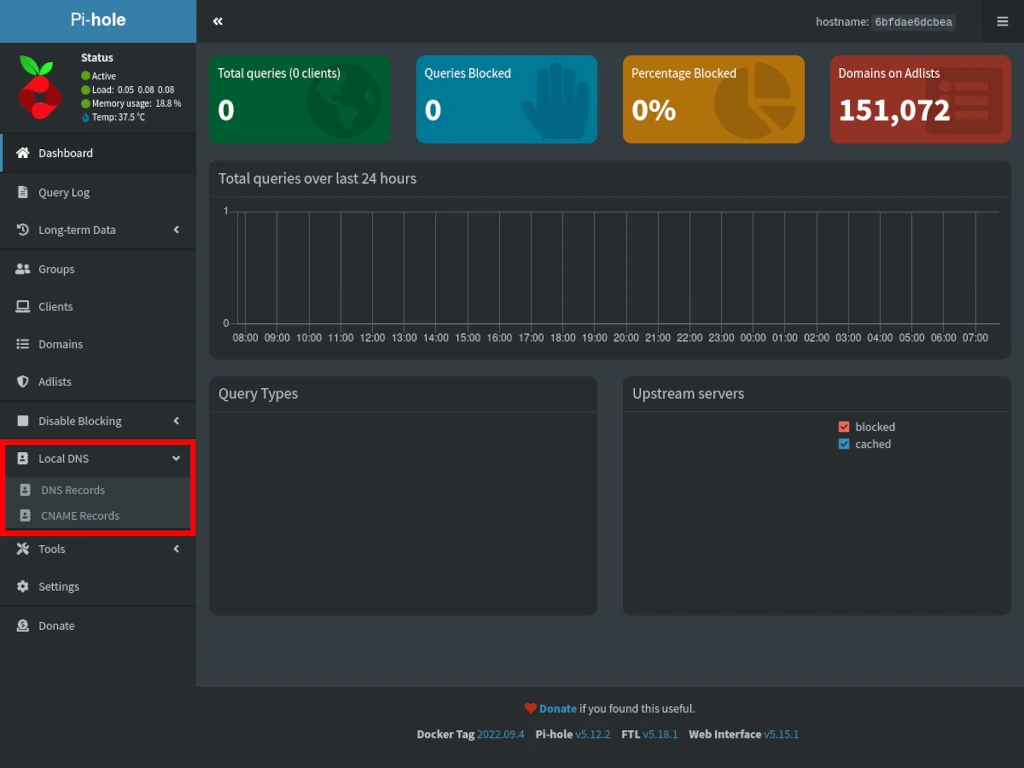 Pi-hole
hostname: 6bfdae6dcbea
Status
Active
Load: 0.05 0.08 0.08
Memory usage: 18.8 %
Temp: 37.5 °C
Dashboard
Query Log
Long-term Data
Groups
Clients
Domains
Adlists
Disable Blocking
Local DNS
DNS Records
CNAME Records
Tools
Settings
Donate
Total queries (0 clients)
0
Queries Blocked
0
Percentage Blocked
0%
Domains on Adlists
151,072
Total queries over last 24 hours
1
0
08:00 09:00 10:00 11:00 12:00 13:00 14:00 15:00 16:00 17:00 18:00 19:00 20:00 21:00 22:00 23:00 00:00 01:00 02:00 03:00 04:00 05:00 06:00 07:00
Query Types
Upstream servers
blocked
cached
Donate if you found this useful.
Docker Tag 2022.09.4 Pi-hole v5.12.2 FTL v5.18.1 Web Interface v5.15.1